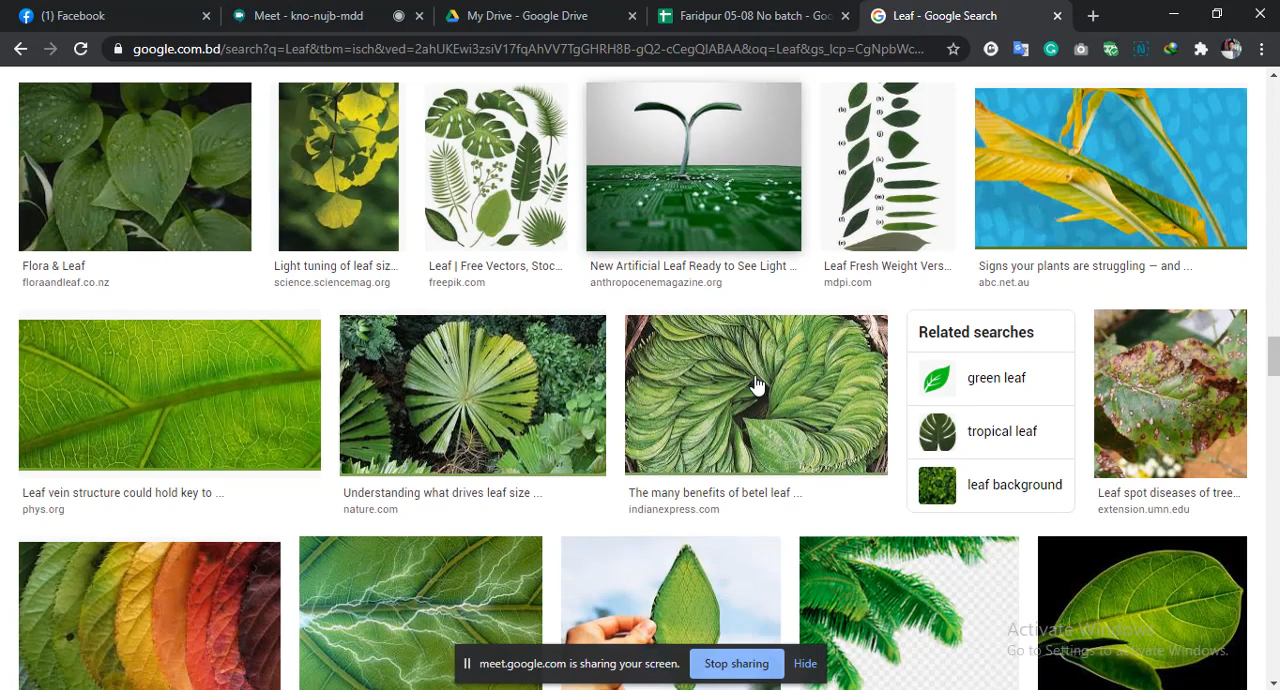 (1) Facebook
Meet - kno-nujb-mdd
My Drive - Google Drive
Faridpur 05-08 No batch - Goo
Leaf - Google Search
google.com.bd/search?q=Leaf&tbm=isch&ved=2ahUKEwi3zsiV17fqAhVV7TgGHRH8B-gQ2-cCegQIABAA&oq=Leaf&gs_lcp=CgNpbWc...
Flora & Leaf
floraandleaf.co.nz
Light tuning of leaf siz...
science.sciencemag.org
Leaf | Free Vectors, Stoc...
freepik.com
New Artificial Leaf Ready to See Light ...
anthropocenemagazine.org
Leaf Fresh Weight Vers...
mdpi.com
Signs your plants are struggling — and ...
abc.net.au
Leaf vein structure could hold key to ...
phys.org
Understanding what drives leaf size ...
nature.com
The many benefits of betel leaf ...
indianexpress.com
Related searches
green leaf
tropical leaf
leaf background
Leaf spot diseases of tree...
extension.umn.edu
meet.google.com is sharing your screen.
Stop sharing
Hide
Activate Windows
Go to Settings to activate Windows.